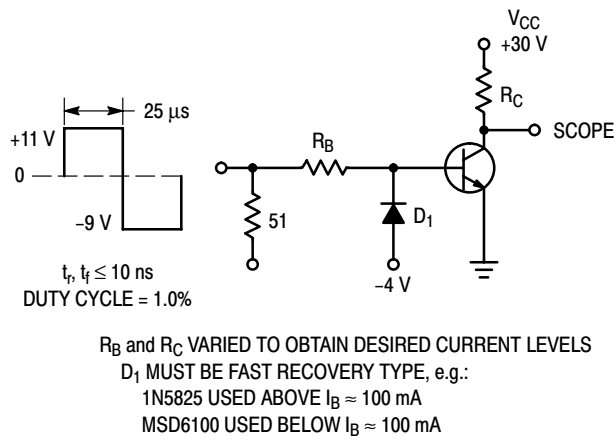 V_CC
+30 V
25 μs
R_C
+11 V
R_B
SCOPE
0
51
D_1
−9 V
−4 V
t_r, t_f ≤ 10 ns
DUTY CYCLE = 1.0%
R_B and R_C VARIED TO OBTAIN DESIRED CURRENT LEVELS
D_1 MUST BE FAST RECOVERY TYPE, e.g.:
1N5825 USED ABOVE I_B ≈ 100 mA
MSD6100 USED BELOW I_B ≈ 100 mA